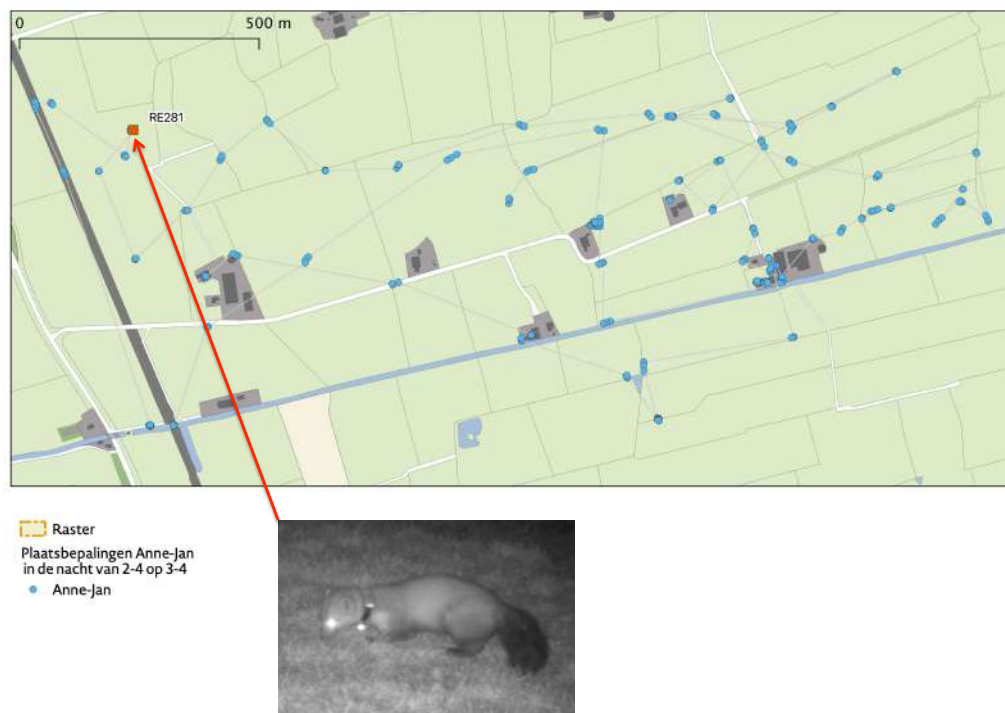 0 500 m
RE281
Raster
Plaatsbepalingen Anne-Jan
in de nacht van 2-4 op 3-4
Anne-Jan